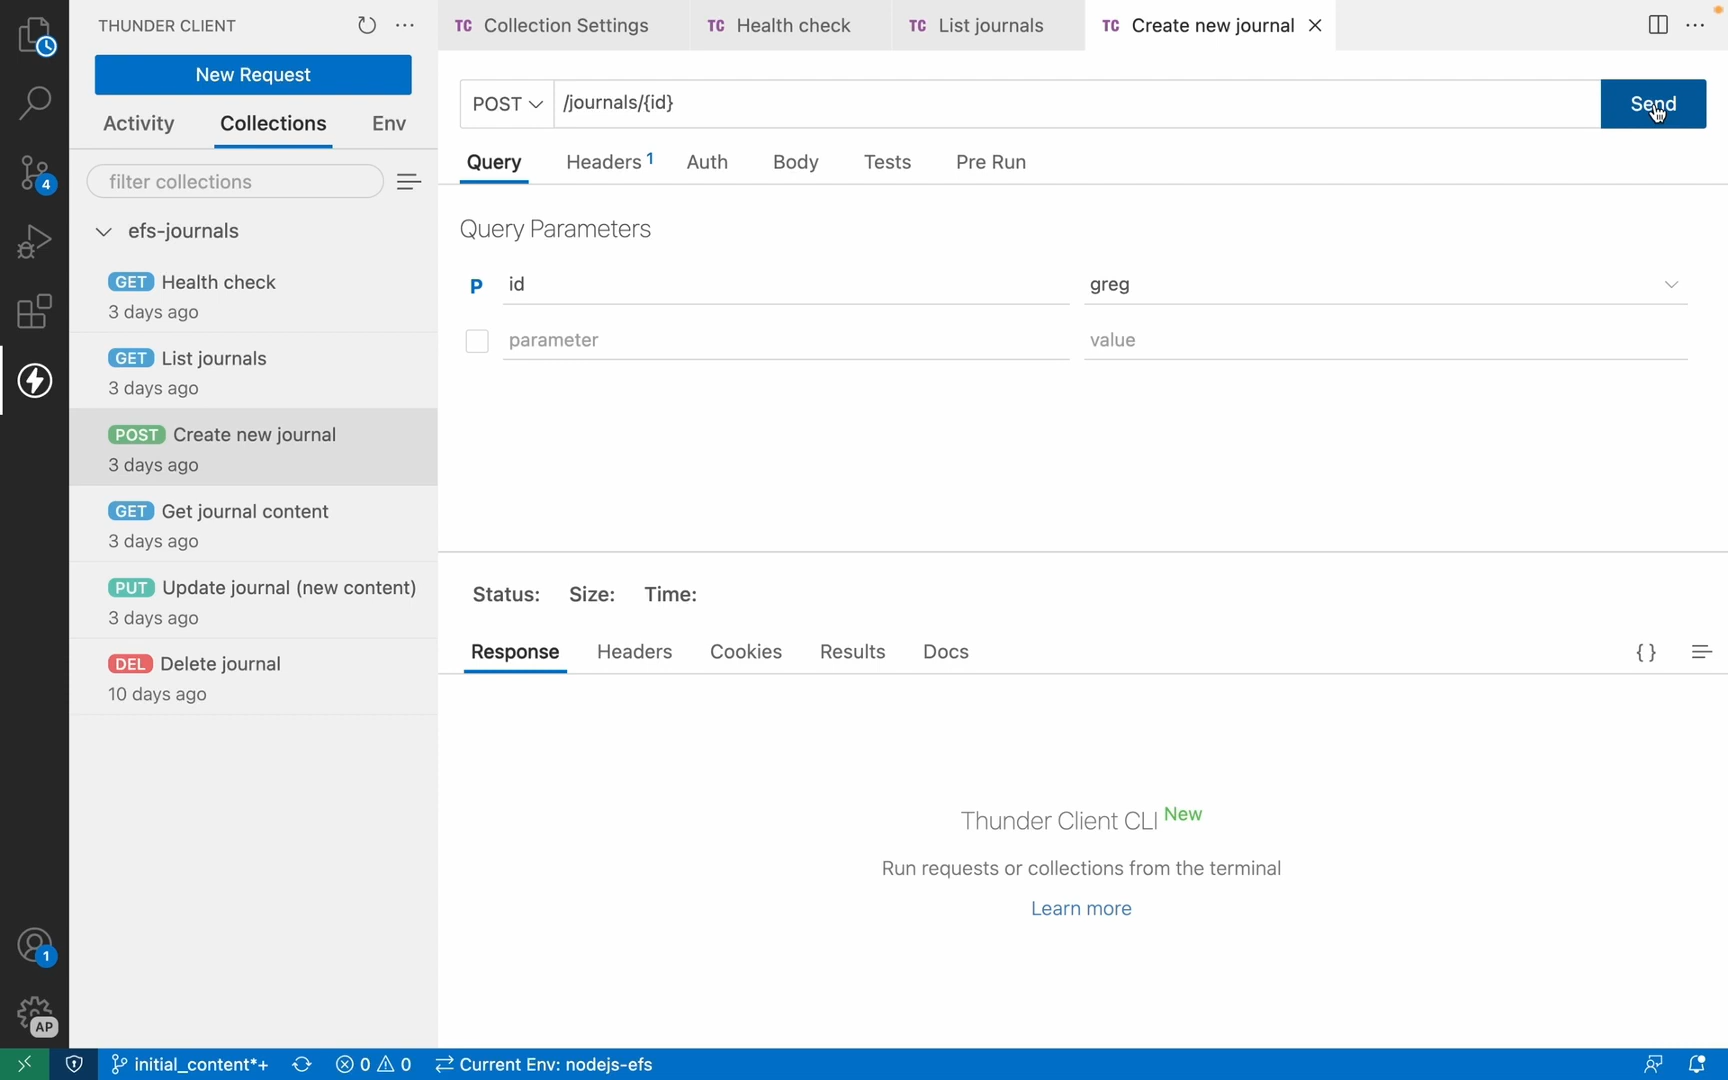 THUNDER CLIENT
New Request
Activity Collections Env
filter collections
efs-journals
GET Health check
3 days ago
GET List journals
3 days ago
POST Create new journal
3 days ago
GET Get journal content
3 days ago
PUT Update journal (new content)
3 days ago
DEL Delete journal
10 days ago
TC Collection Settings TC Health check TC List journals TC Create new journal
POST /journals/{id} Send
Query Headers 1 Auth Body Tests Pre Run
Query Parameters
P id greg
parameter value
Status: Size: Time:
Response Headers Cookies Results Docs { }
Thunder Client CLI New
Run requests or collections from the terminal
Learn more
4
1
AP
initial_content*+ 0 0 Current Env: nodejs-efs